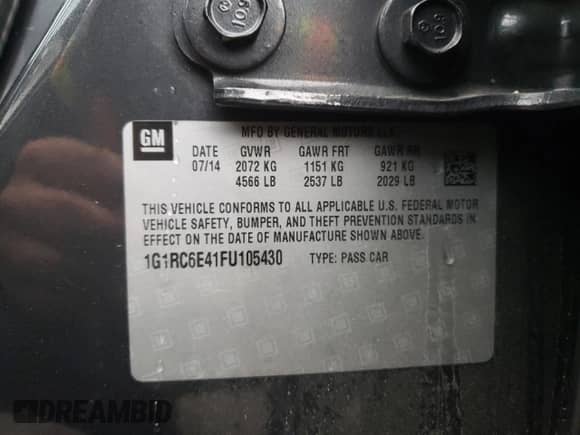 GM
MFD BY GENERAL MOTORS LLC
DATE GVWR GAWR FRT GAWR RR
07/14 2072 KG 1151 KG 921 KG
4566 LB 2537 LB 2029 LB
THIS VEHICLE CONFORMS TO ALL APPLICABLE U.S. FEDERAL MOTOR
VEHICLE SAFETY, BUMPER, AND THEFT PREVENTION STANDARDS IN
EFFECT ON THE DATE OF MANUFACTURE SHOWN ABOVE.
1G1RC6E41FU105430 TYPE: PASS CAR
DREAMBID